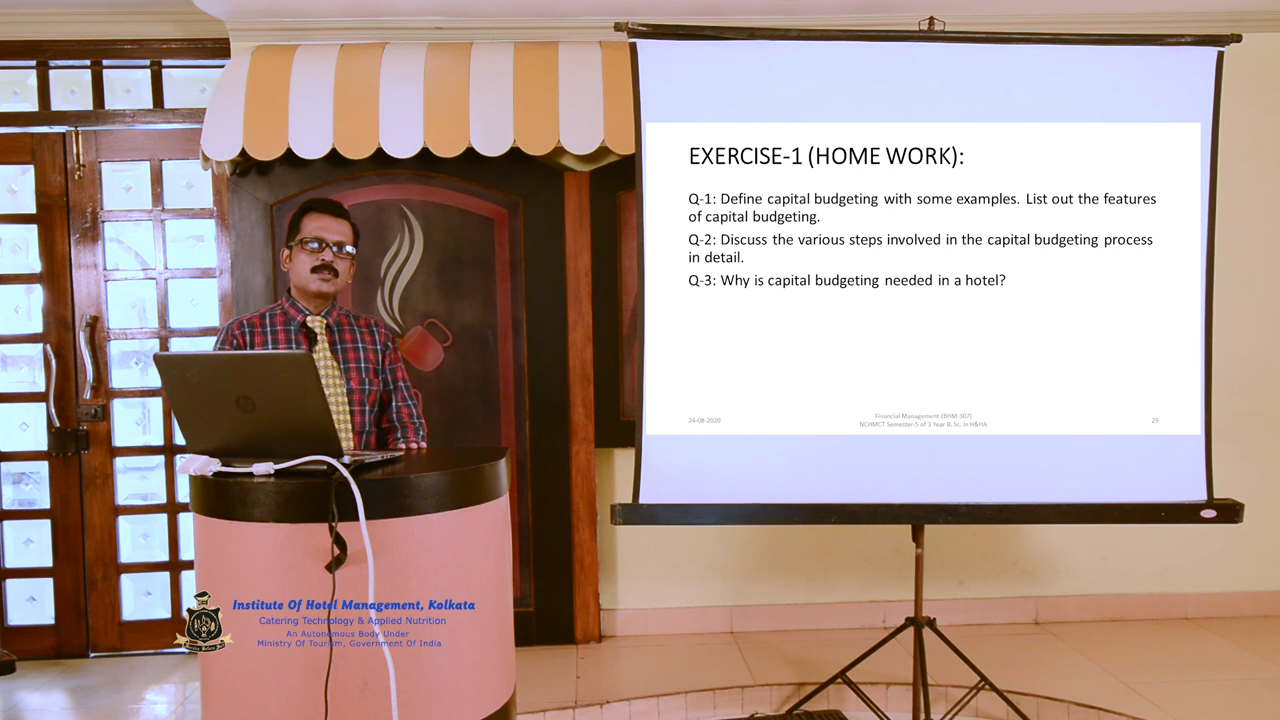 EXERCISE-1 (HOME WORK):
Q-1: Define capital budgeting with some examples. List out the features
of capital budgeting.
Q-2: Discuss the various steps involved in the capital budgeting process
in detail.
Q-3: Why is capital budgeting needed in a hotel?
24-08-2020
Financial Management (BHM-307)
NCHMCT Semester-5 of 3 Year B. Sc. in H&HA
29
Institute Of Hotel Management, Kolkata
Catering Technology & Applied Nutrition
An Autonomous Body Under
Ministry Of Tourism, Government Of India